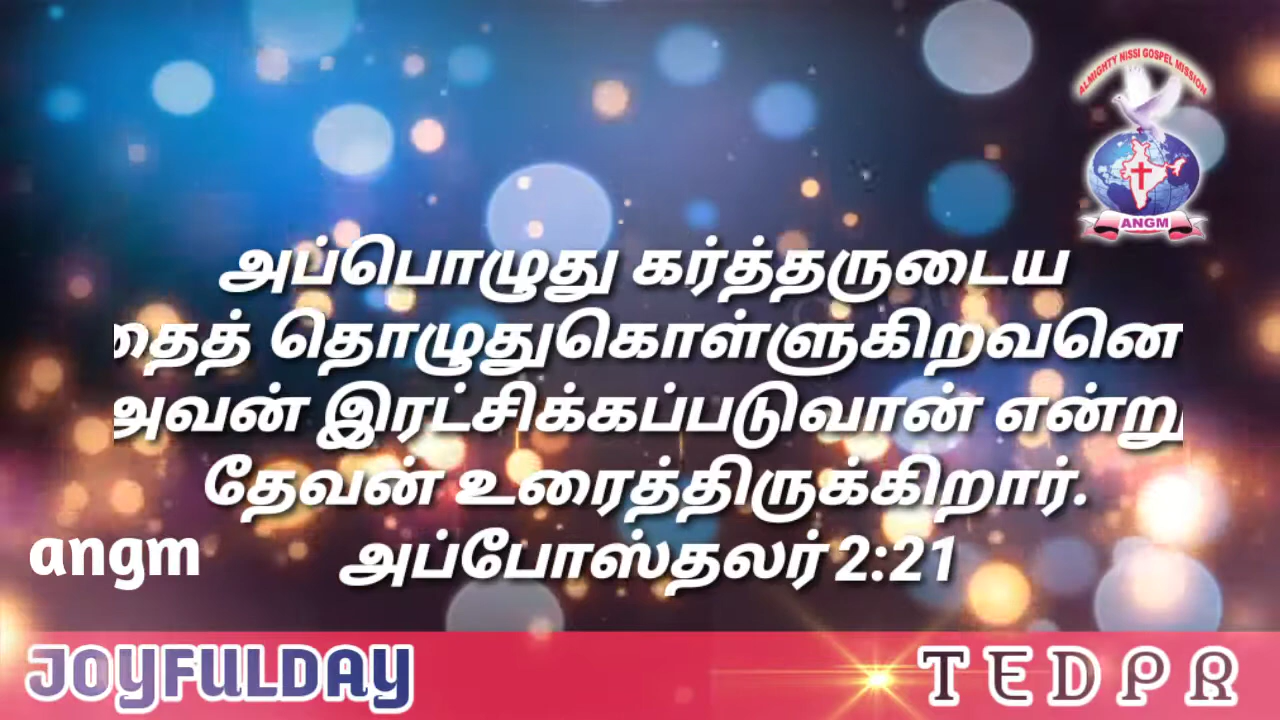 ALMIGHTY NISSI GOSPEL MISSION
ANGM
அப்பொழுது கர்த்தருடைய
தைத் தொழுதுகொள்ளுகிறவனெ
அவன் இரட்சிக்கப்படுவான் என்று
தேவன் உரைத்திருக்கிறார்.
அப்போஸ்தலர் 2:21
angm
JOYFULDAY
TEDPR